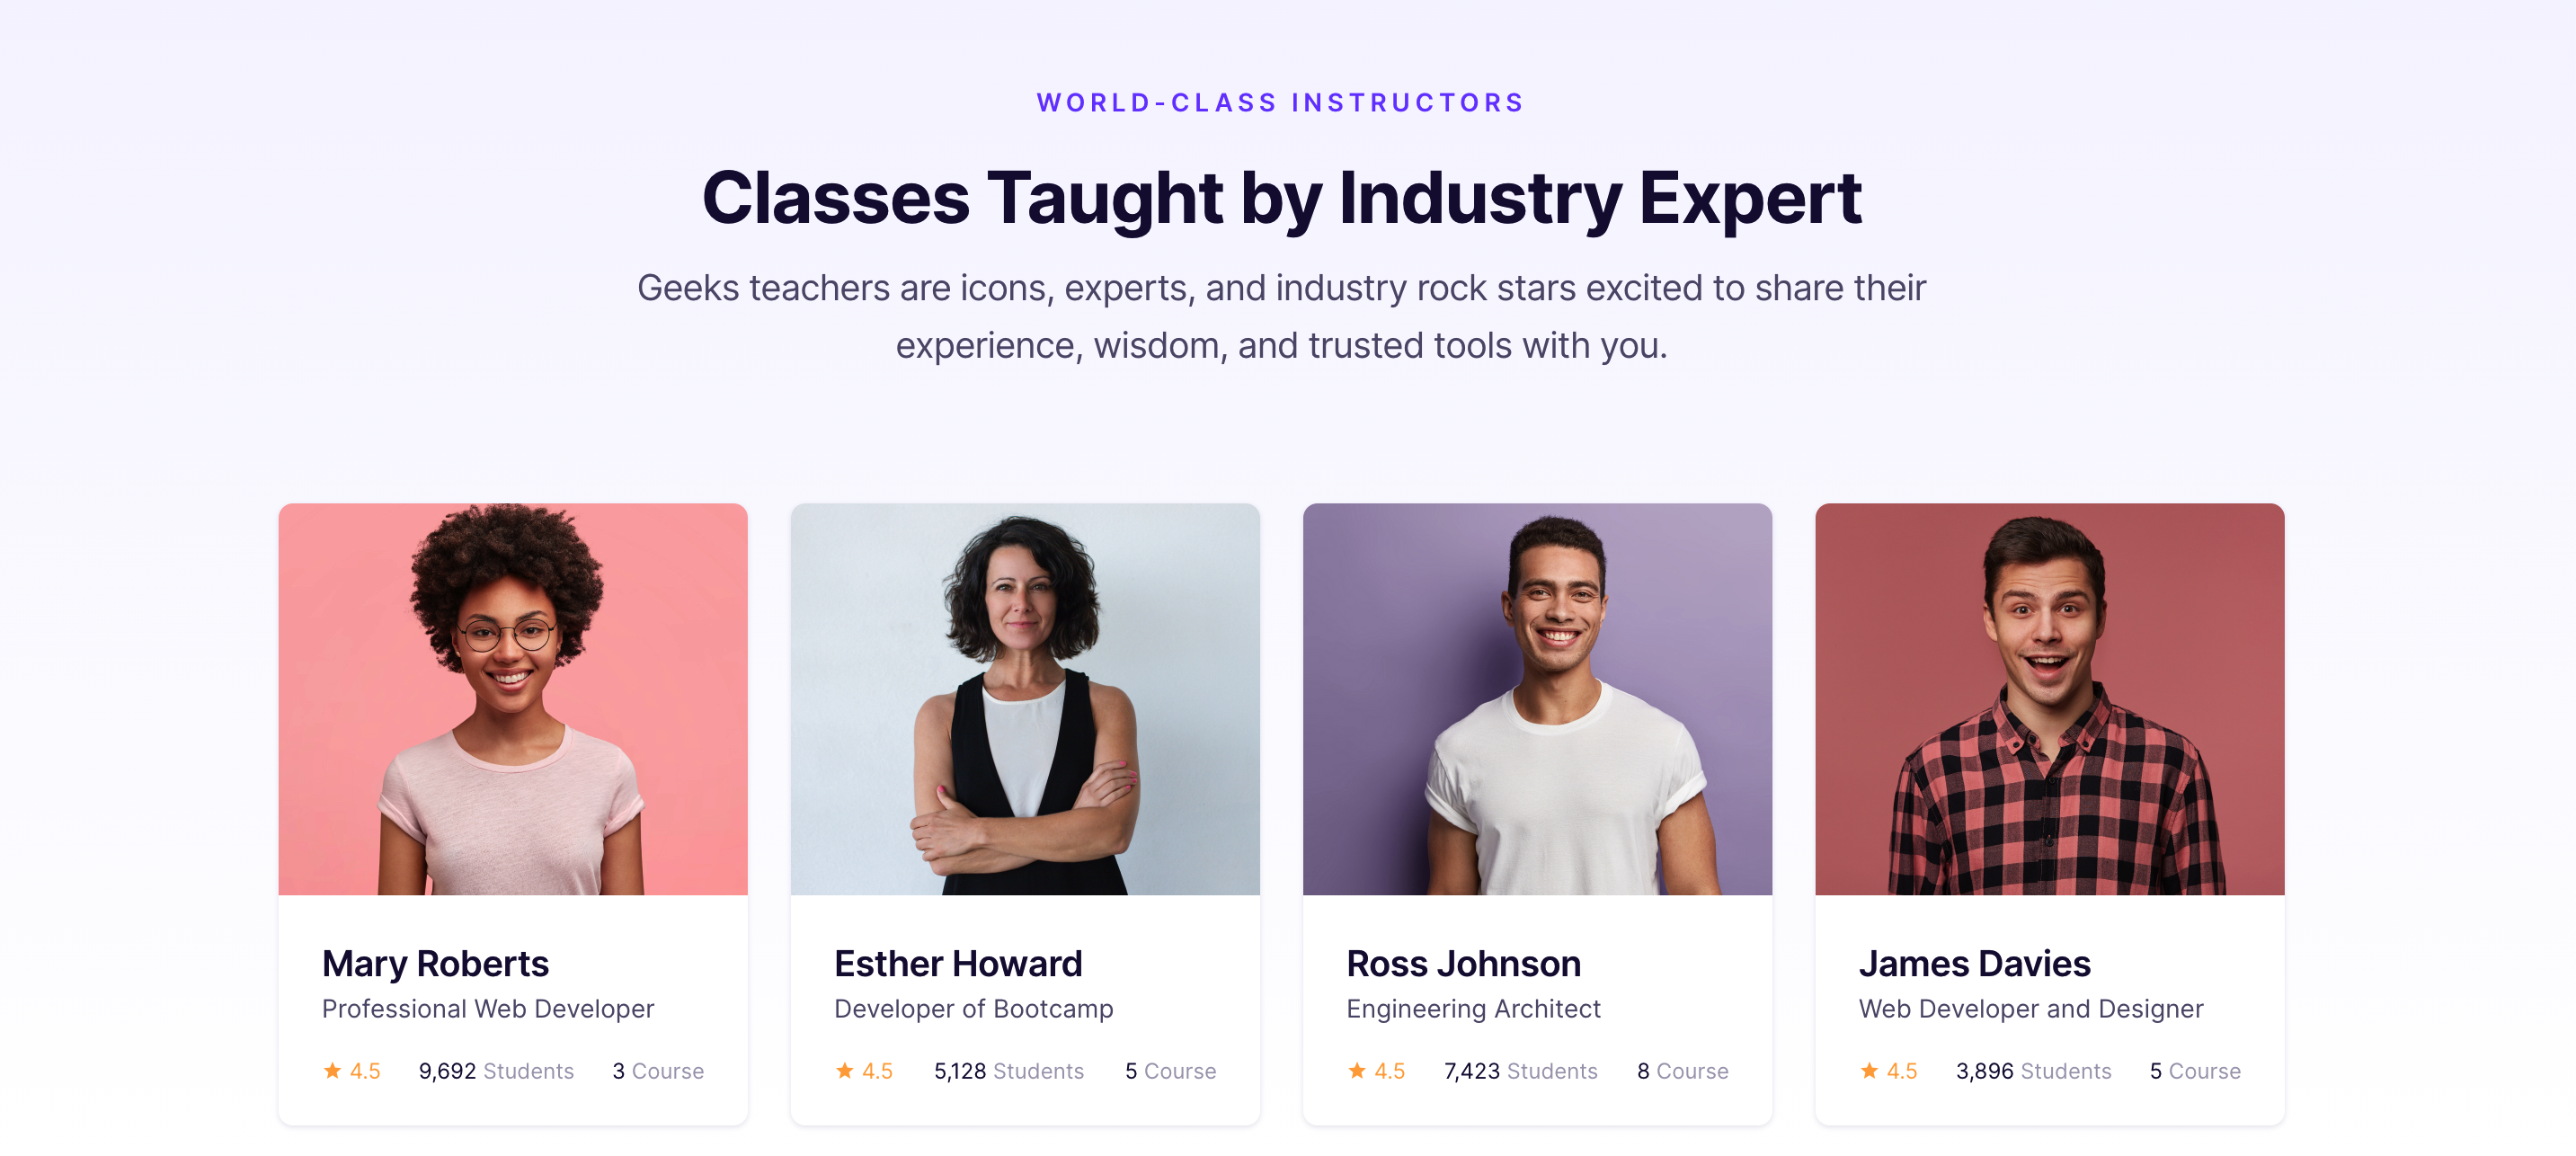 WORLD-CLASS INSTRUCTORS
Classes Taught by Industry Expert
Geeks teachers are icons, experts, and industry rock stars excited to share their
experience, wisdom, and trusted tools with you.
Mary Roberts
Professional Web Developer
4.5 9,692 Students 3 Course
Esther Howard
Developer of Bootcamp
4.5 5,128 Students 5 Course
Ross Johnson
Engineering Architect
4.5 7,423 Students 8 Course
James Davies
Web Developer and Designer
4.5 3,896 Students 5 Course